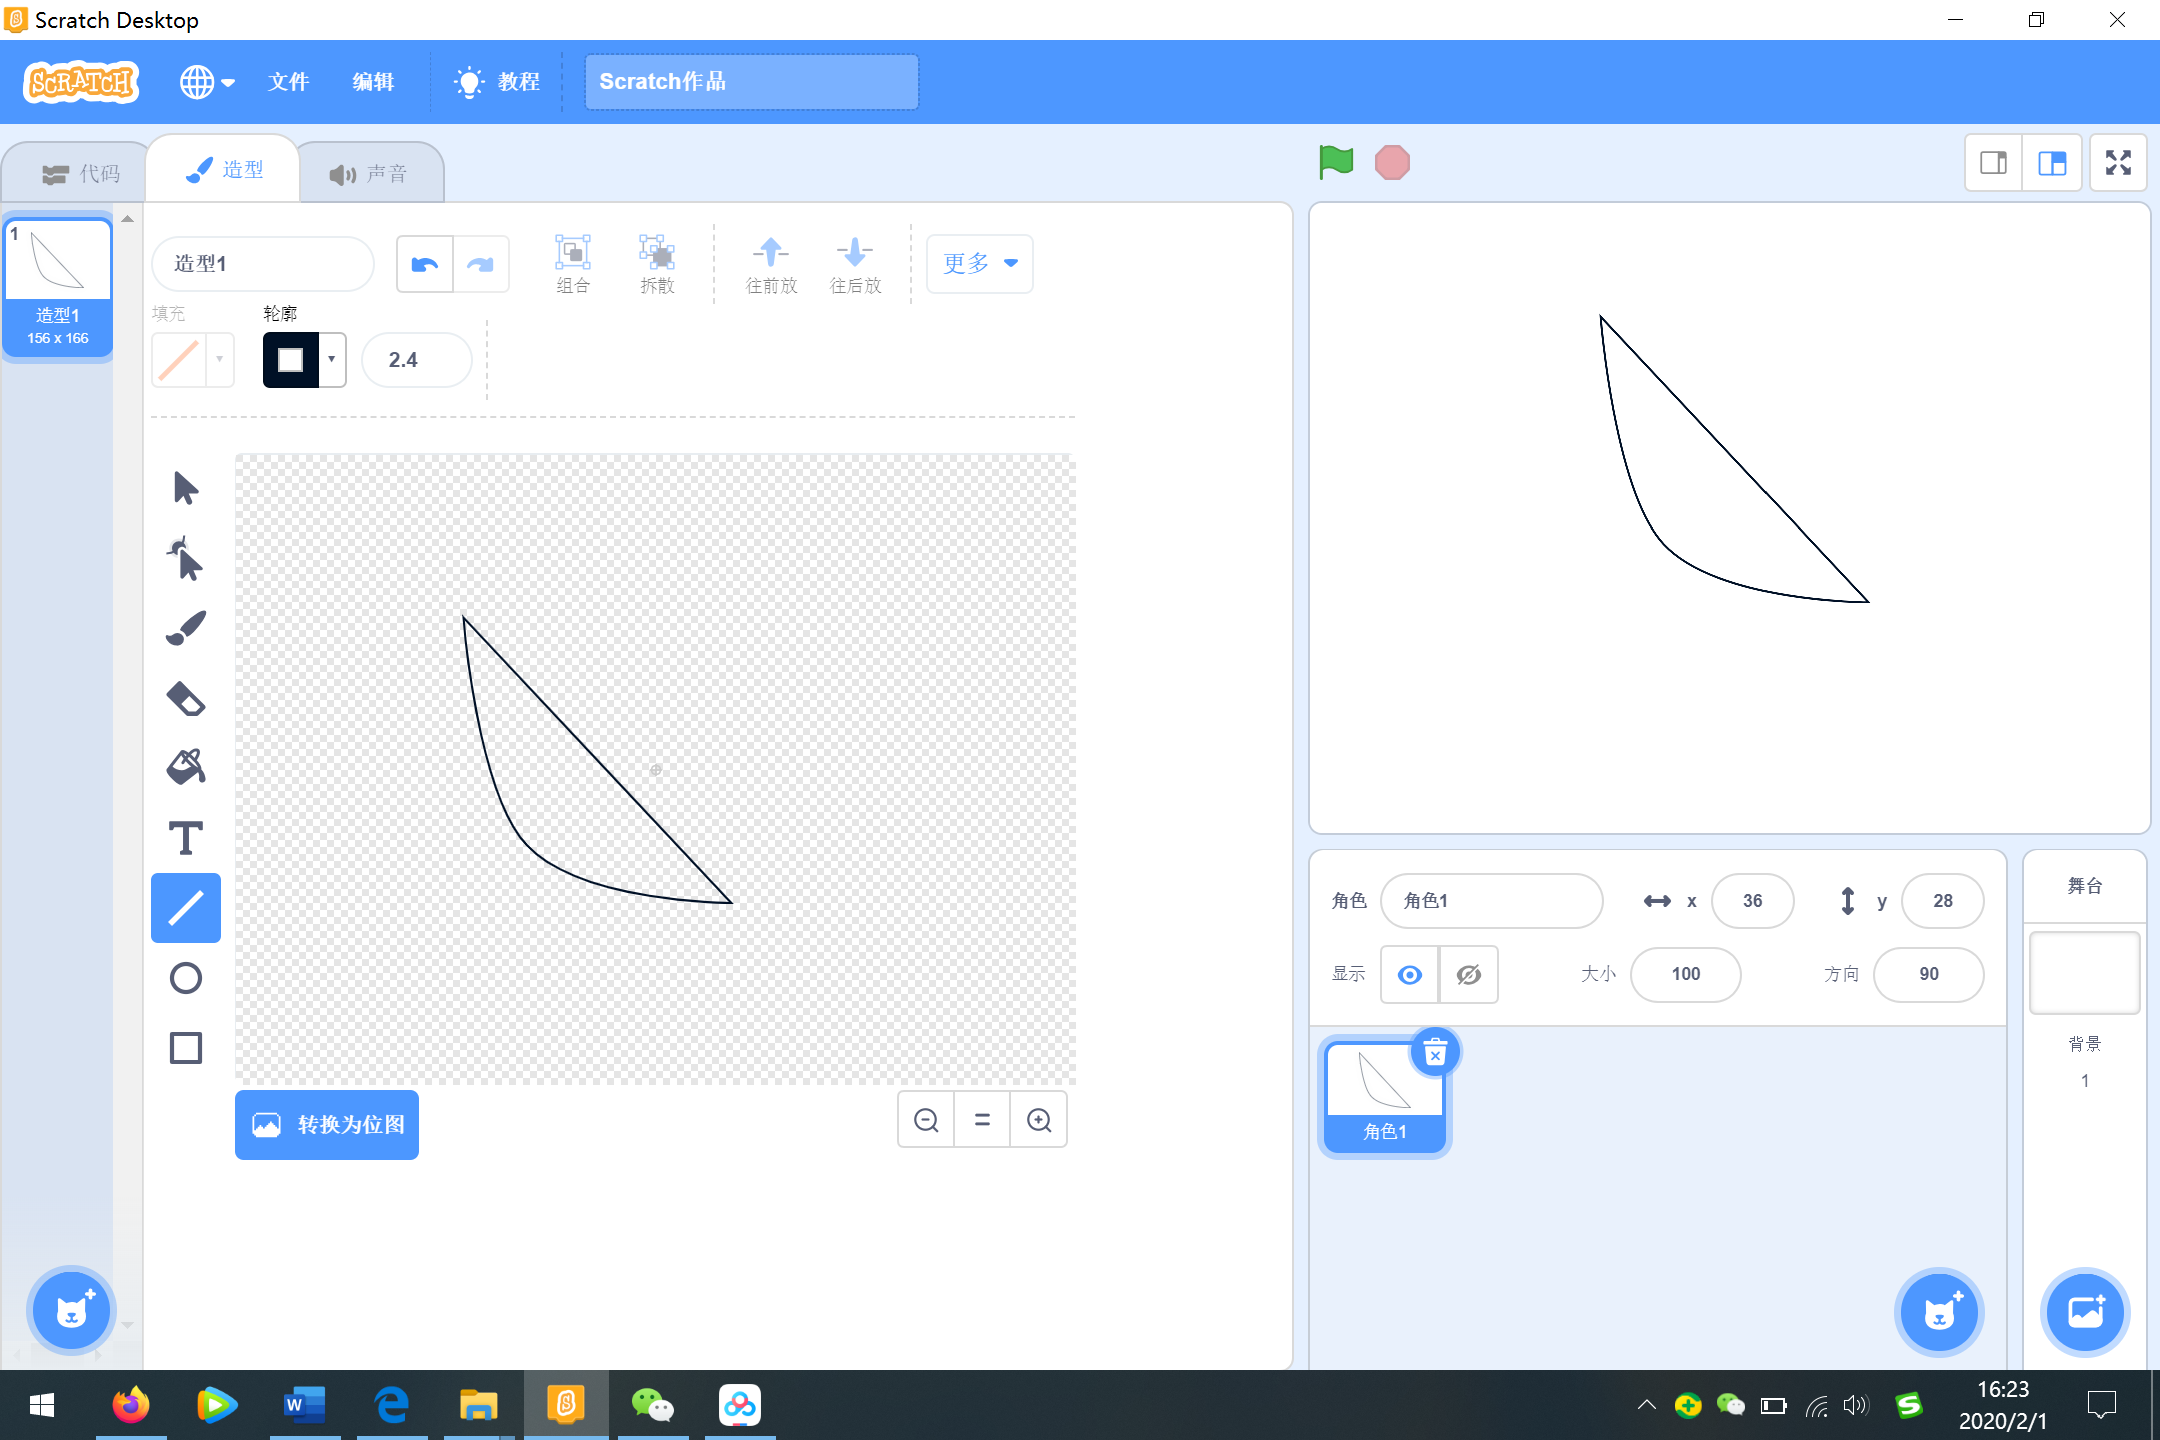 Scratch Desktop
SCRATCH
文件
编辑
教程
Scratch作品
代码
造型
声音
1
造型1
156 x 166
造型1
组合
拆散
往前放
往后放
更多
填充
轮廓
2.4
T
转换为位图
角色
角色1
x
36
y
28
显示
大小
100
方向
90
角色1
舞台
背景
1
16:23
2020/2/1